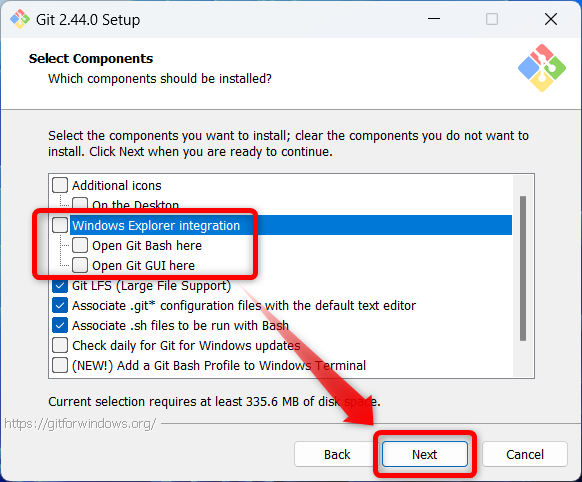 Git 2.44.0 Setup
Select Components
Which components should be installed?
Select the components you want to install; clear the components you do not want to
install. Click Next when you are ready to continue.
Additional icons
On the Desktop
Windows Explorer integration
Open Git Bash here
Open Git GUI here
Git LFS (Large File Support)
Associate .git* configuration files with the default text editor
Associate .sh files to be run with Bash
Check daily for Git for Windows updates
(NEW!) Add a Git Bash Profile to Windows Terminal
Current selection requires at least 335.6 MB of disk space.
https://gitforwindows.org/
Back
Next
Cancel